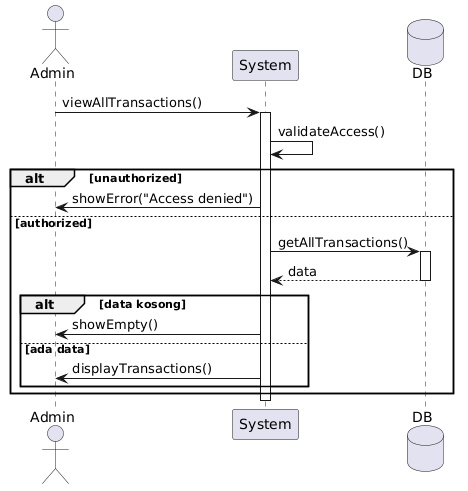 Admin
System
DB
viewAllTransactions()
validateAccess()
alt [unauthorized]
showError("Access denied")
[authorized]
getAllTransactions()
data
alt [data kosong]
showEmpty()
[ada data]
displayTransactions()
Admin
System
DB